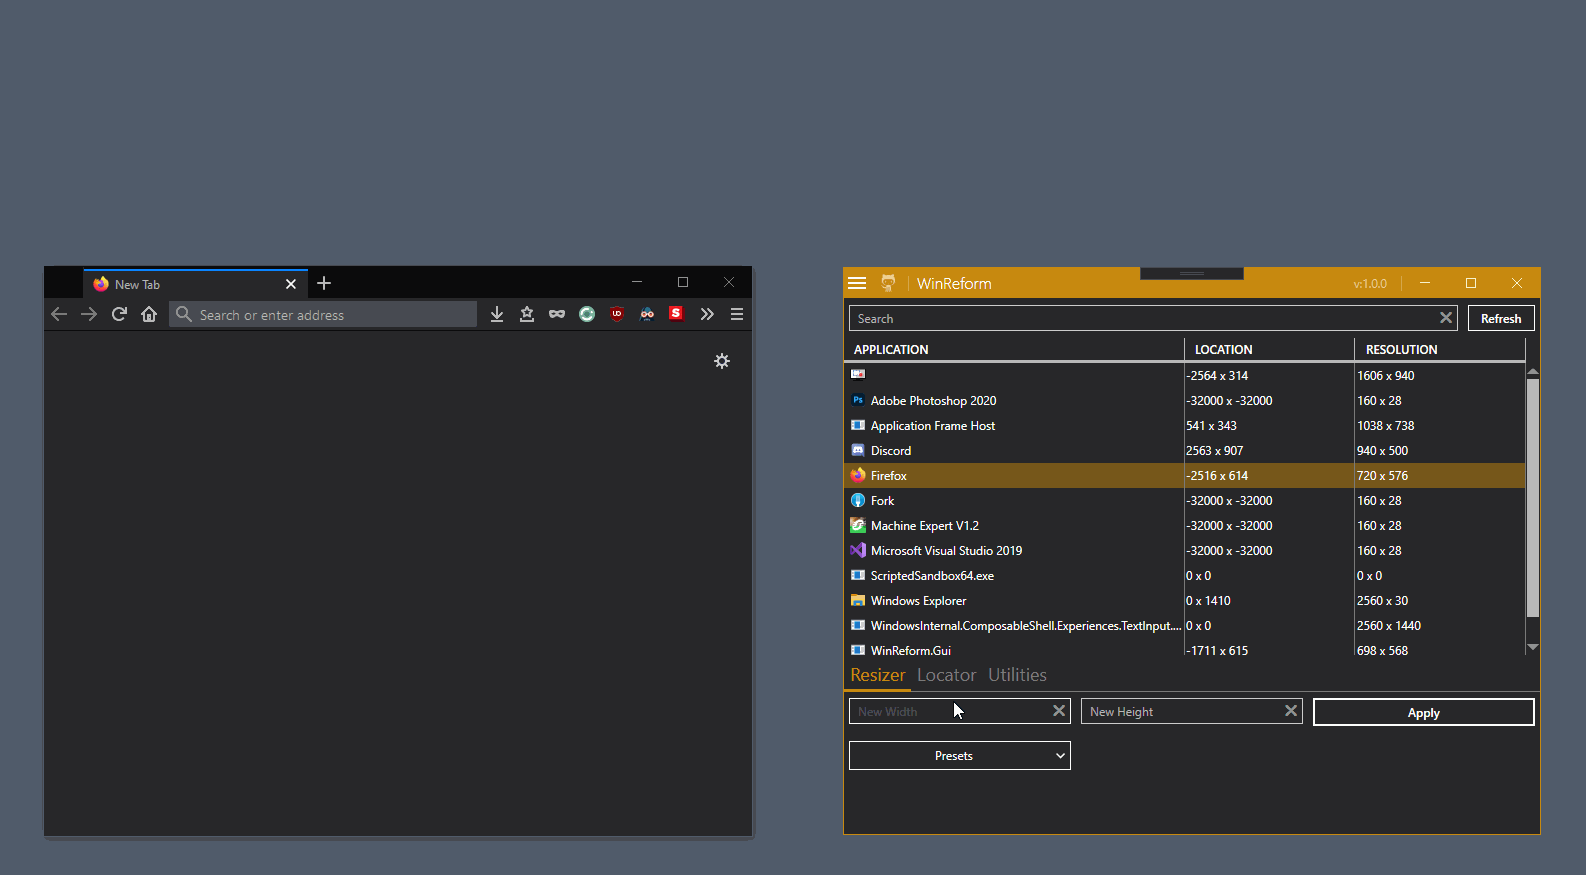 New Tab
Search or enter address
UD
S
WinReform
v:1.0.0
Search
Refresh
APPLICATION LOCATION RESOLUTION
-2564 x 314 1606 x 940
Ps Adobe Photoshop 2020 -32000 x -32000 160 x 28
Application Frame Host 541 x 343 1038 x 738
Discord 2563 x 907 940 x 500
Firefox -2516 x 614 720 x 576
Fork -32000 x -32000 160 x 28
Machine Expert V1.2 -32000 x -32000 160 x 28
Microsoft Visual Studio 2019 -32000 x -32000 160 x 28
ScriptedSandbox64.exe 0 x 0 0 x 0
Windows Explorer 0 x 1410 2560 x 30
WindowsInternal.ComposableShell.Experiences.TextInput.... 0 x 0 2560 x 1440
WinReform.Gui -1711 x 615 698 x 568
Resizer Locator Utilities
New Width New Height Apply
Presets